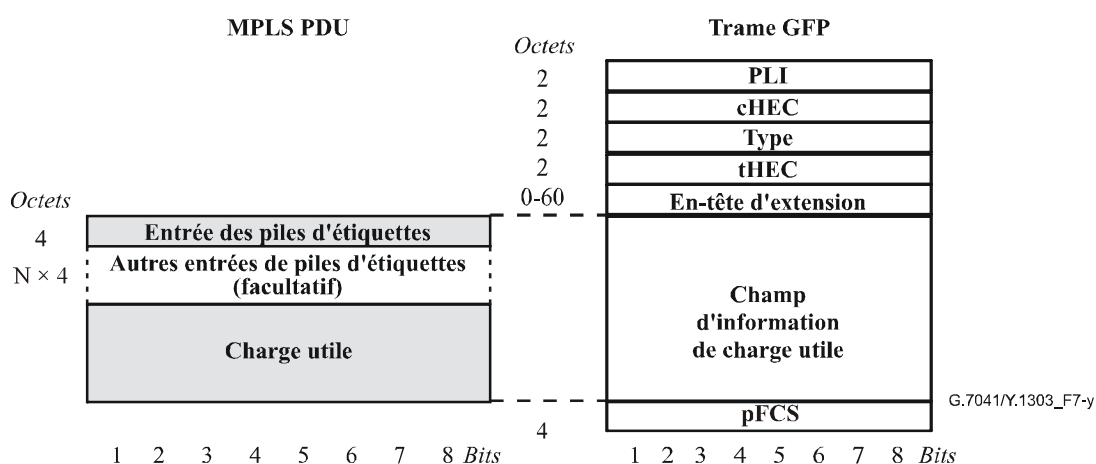 MPLS PDU
Trame GFP
Octets
2
PLI
2
cHEC
2
Type
2
tHEC
0-60
En-tête d'extension
Octets
4
Entrée des piles d'étiquettes
N × 4
Autres entrées de piles d'étiquettes
(facultatif)
Charge utile
Champ
d'information
de charge utile
4
pFCS
G.7041/Y.1303_F7-y
1 2 3 4 5 6 7 8 Bits
1 2 3 4 5 6 7 8 Bits